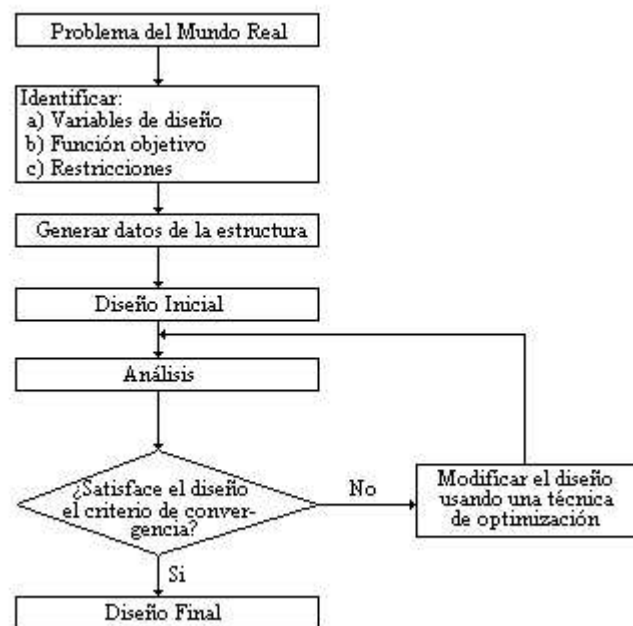 Problema del Mundo Real
Identificar:
a) Variables de diseño
b) Función objetivo
c) Restricciones
Generar datos de la estructura
Diseño Inicial
Análisis
¿Satisface el diseño
el criterio de conver-
gencia?
No
Modificar el diseño
usando una técnica
de optimización
Si
Diseño Final